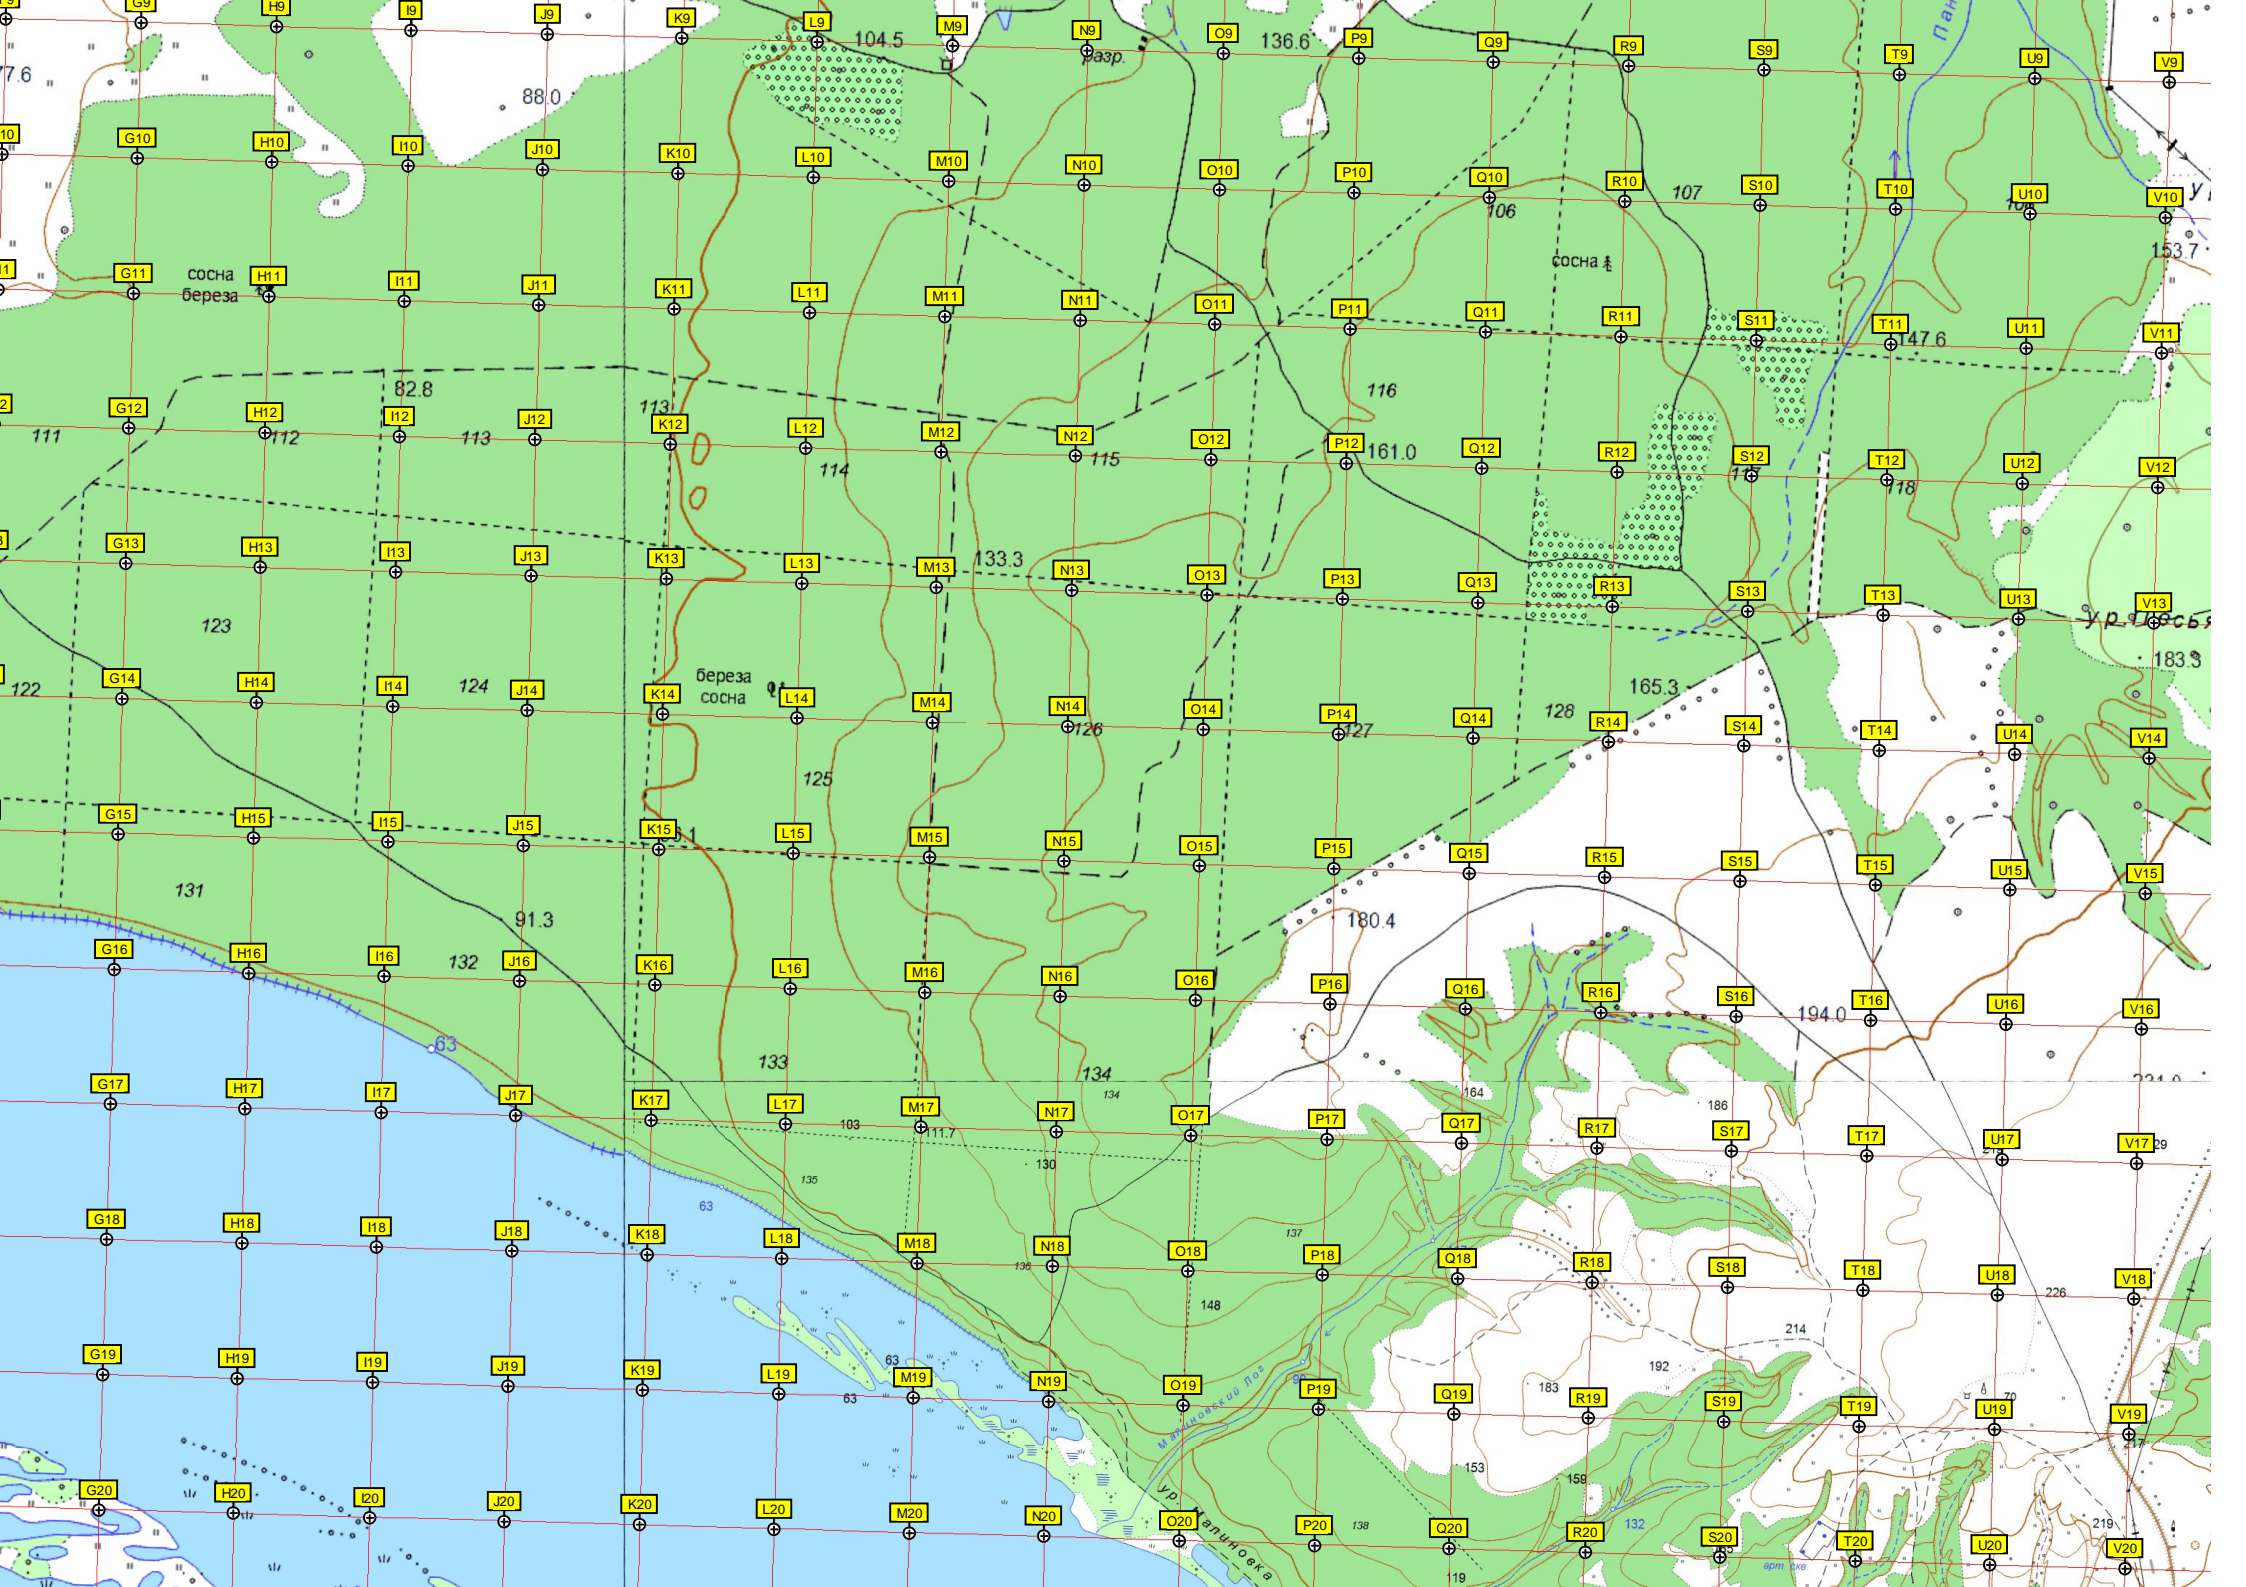 G9 H9 I9 J9 K9 L9 M9 N9 O9 P9 Q9 R9 S9 T9 U9 V9
77.6 88.0 104.5 разр. 136.6
G10 H10 I10 J10 K10 L10 M10 N10 O10 P10 Q10 R10 S10 T10 U10 V10
106 107
153.7
сосна
береза
сосна
G11 H11 I11 J11 K11 L11 M11 N11 O11 P11 Q11 R11 S11 T11 U11 V11
147.6
82.8 113 116
G12 H12 I12 J12 K12 L12 M12 N12 O12 P12 Q12 R12 S12 T12 U12 V12
111 112 113 114 115 161.0 117 118
G13 H13 I13 J13 K13 L13 M13 N13 O13 P13 Q13 R13 S13 T13 U13 V13
133.3
123
183.3
G14 H14 I14 J14 K14 L14 M14 N14 O14 P14 Q14 R14 S14 T14 U14 V14
122 124
береза
сосна
126 127 128 165.3
125
G15 H15 I15 J15 K15 L15 M15 N15 O15 P15 Q15 R15 S15 T15 U15 V15
131 91.3 180.4
G16 H16 I16 J16 K16 L16 M16 N16 O16 P16 Q16 R16 S16 T16 U16 V16
132 194.0
63 133 134
134 164 186
G17 H17 I17 J17 K17 L17 M17 N17 O17 P17 Q17 R17 S17 T17 U17 V17
103 111.7 130 29
135 63 137
G18 H18 I18 J18 K18 L18 M18 N18 O18 P18 Q18 R18 S18 T18 U18 V18
136 148 226
214
63 192
G19 H19 I19 J19 K19 L19 M19 N19 O19 P19 Q19 R19 S19 T19 U19 V19
63 183 70
Малиновский Лог
217
153 159
G20 H20 I20 J20 K20 L20 M20 N20 O20 P20 Q20 R20 S20 T20 U20 V20
ур. Малиновка
138 132 219
арт. скв.
119